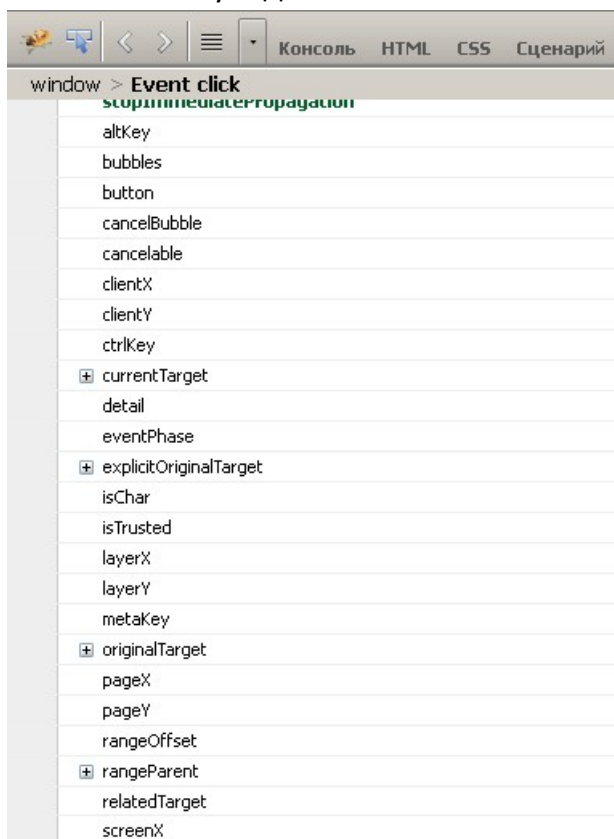 Консоль HTML CSS Сценарий
window > Event click
stopImmediatePropagation
altKey
bubbles
button
cancelBubble
cancelable
clientX
clientY
ctrlKey
currentTarget
detail
eventPhase
explicitOriginalTarget
isChar
isTrusted
layerX
layerY
metaKey
originalTarget
pageX
pageY
rangeOffset
rangeParent
relatedTarget
screenX